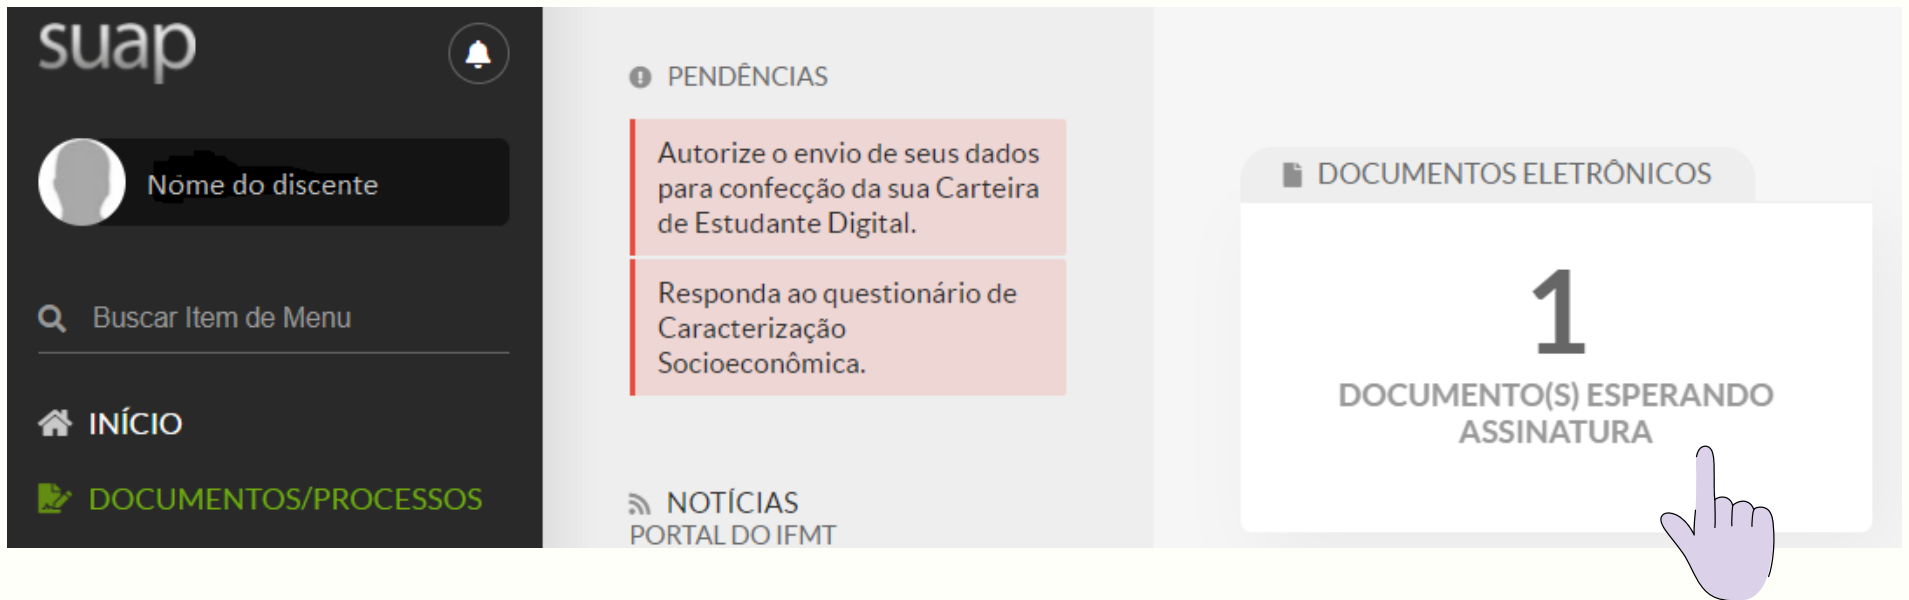 suap
Nome do discente
Buscar Item de Menu
INÍCIO
DOCUMENTOS/PROCESSOS
PENDÊNCIAS
Autorize o envio de seus dados
para confecção da sua Carteira
de Estudante Digital.
Responda ao questionário de
Caracterização
Socioeconômica.
NOTÍCIAS
PORTAL DO IFMT
DOCUMENTOS ELETRÔNICOS
1
DOCUMENTO(S) ESPERANDO
ASSINATURA